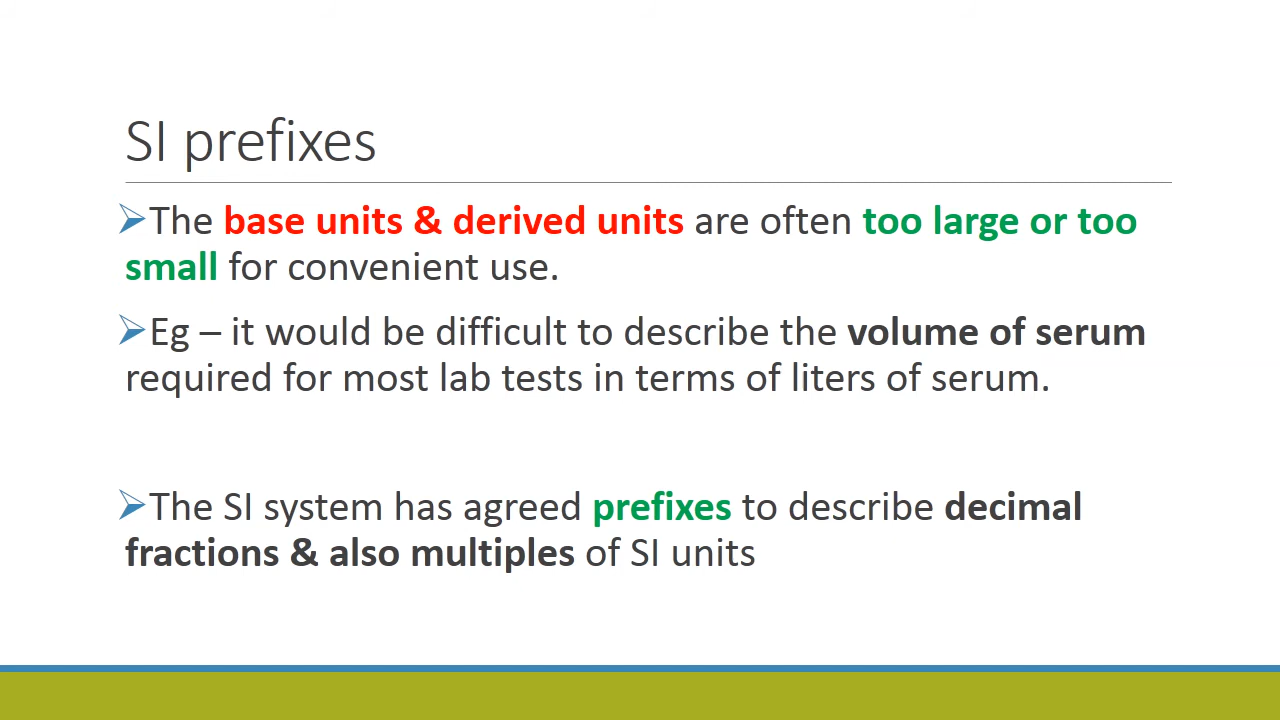 SI prefixes
➢The base units & derived units are often too large or too
small for convenient use.
➢Eg – it would be difficult to describe the volume of serum
required for most lab tests in terms of liters of serum.
➢The SI system has agreed prefixes to describe decimal
fractions & also multiples of SI units